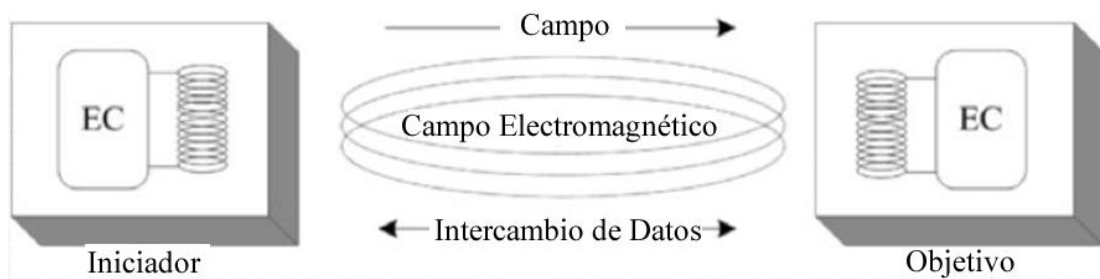 Campo
EC
Campo Electromagnético
EC
Intercambio de Datos
Iniciador
Objetivo